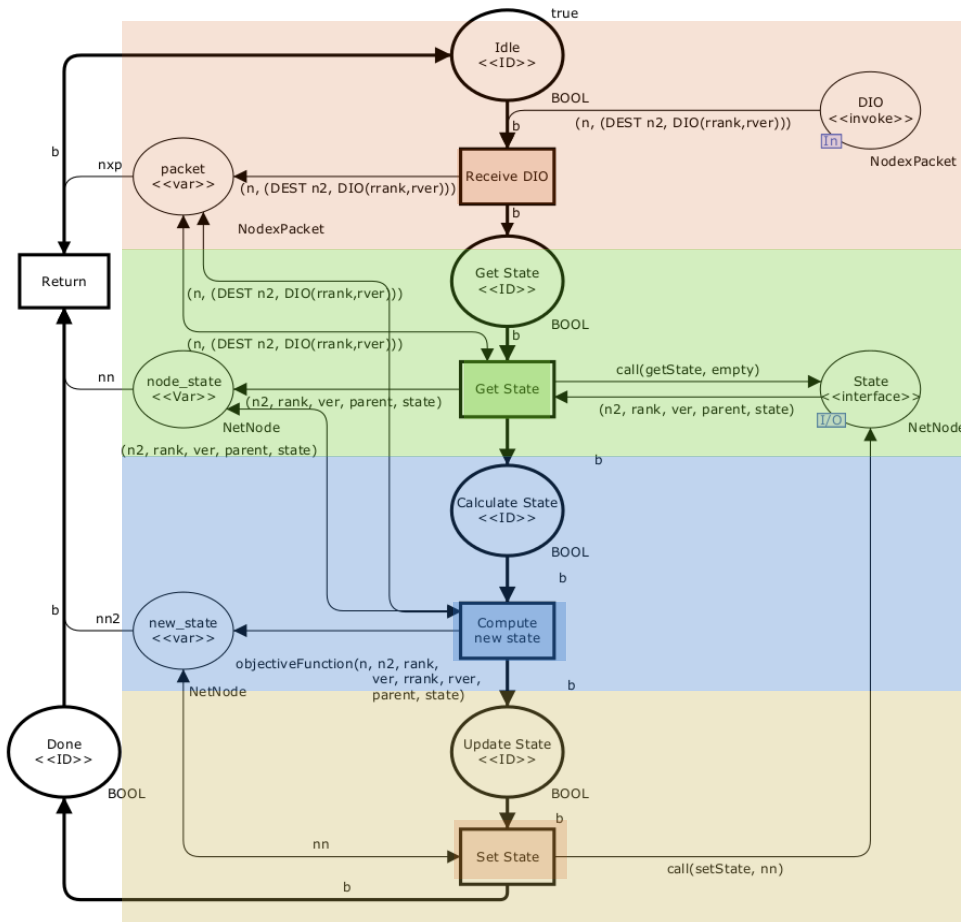 true
Idle
<<ID>>
BOOL
DIO
<<invoke>>
b
(n, (DEST n2, DIO(rrank,rver)))
In
b
nxp
packet
<<var>>
Receive DIO
NodexPacket
(n, (DEST n2, DIO(rrank,rver)))
b
NodexPacket
Return
Get State
<<ID>>
(n, (DEST n2, DIO(rrank,rver)))
BOOL
b
(n, (DEST n2, DIO(rrank,rver)))
nn
node_state
<<Var>>
Get State
call(getState, empty)
State
<<interface>>
(n2, rank, ver, parent, state)
(n2, rank, ver, parent, state)
I/O
NetNode
NetNode
(n2, rank, ver, parent, state)
b
Calculate State
<<ID>>
BOOL
b
b
nn2
new_state
<<var>>
Compute
new state
objectiveFunction(n, n2, rank,
ver, rrank, rver,
parent, state)
NetNode
b
Done
<<ID>>
Update State
<<ID>>
BOOL
BOOL
b
nn
Set State
call(setState, nn)
b